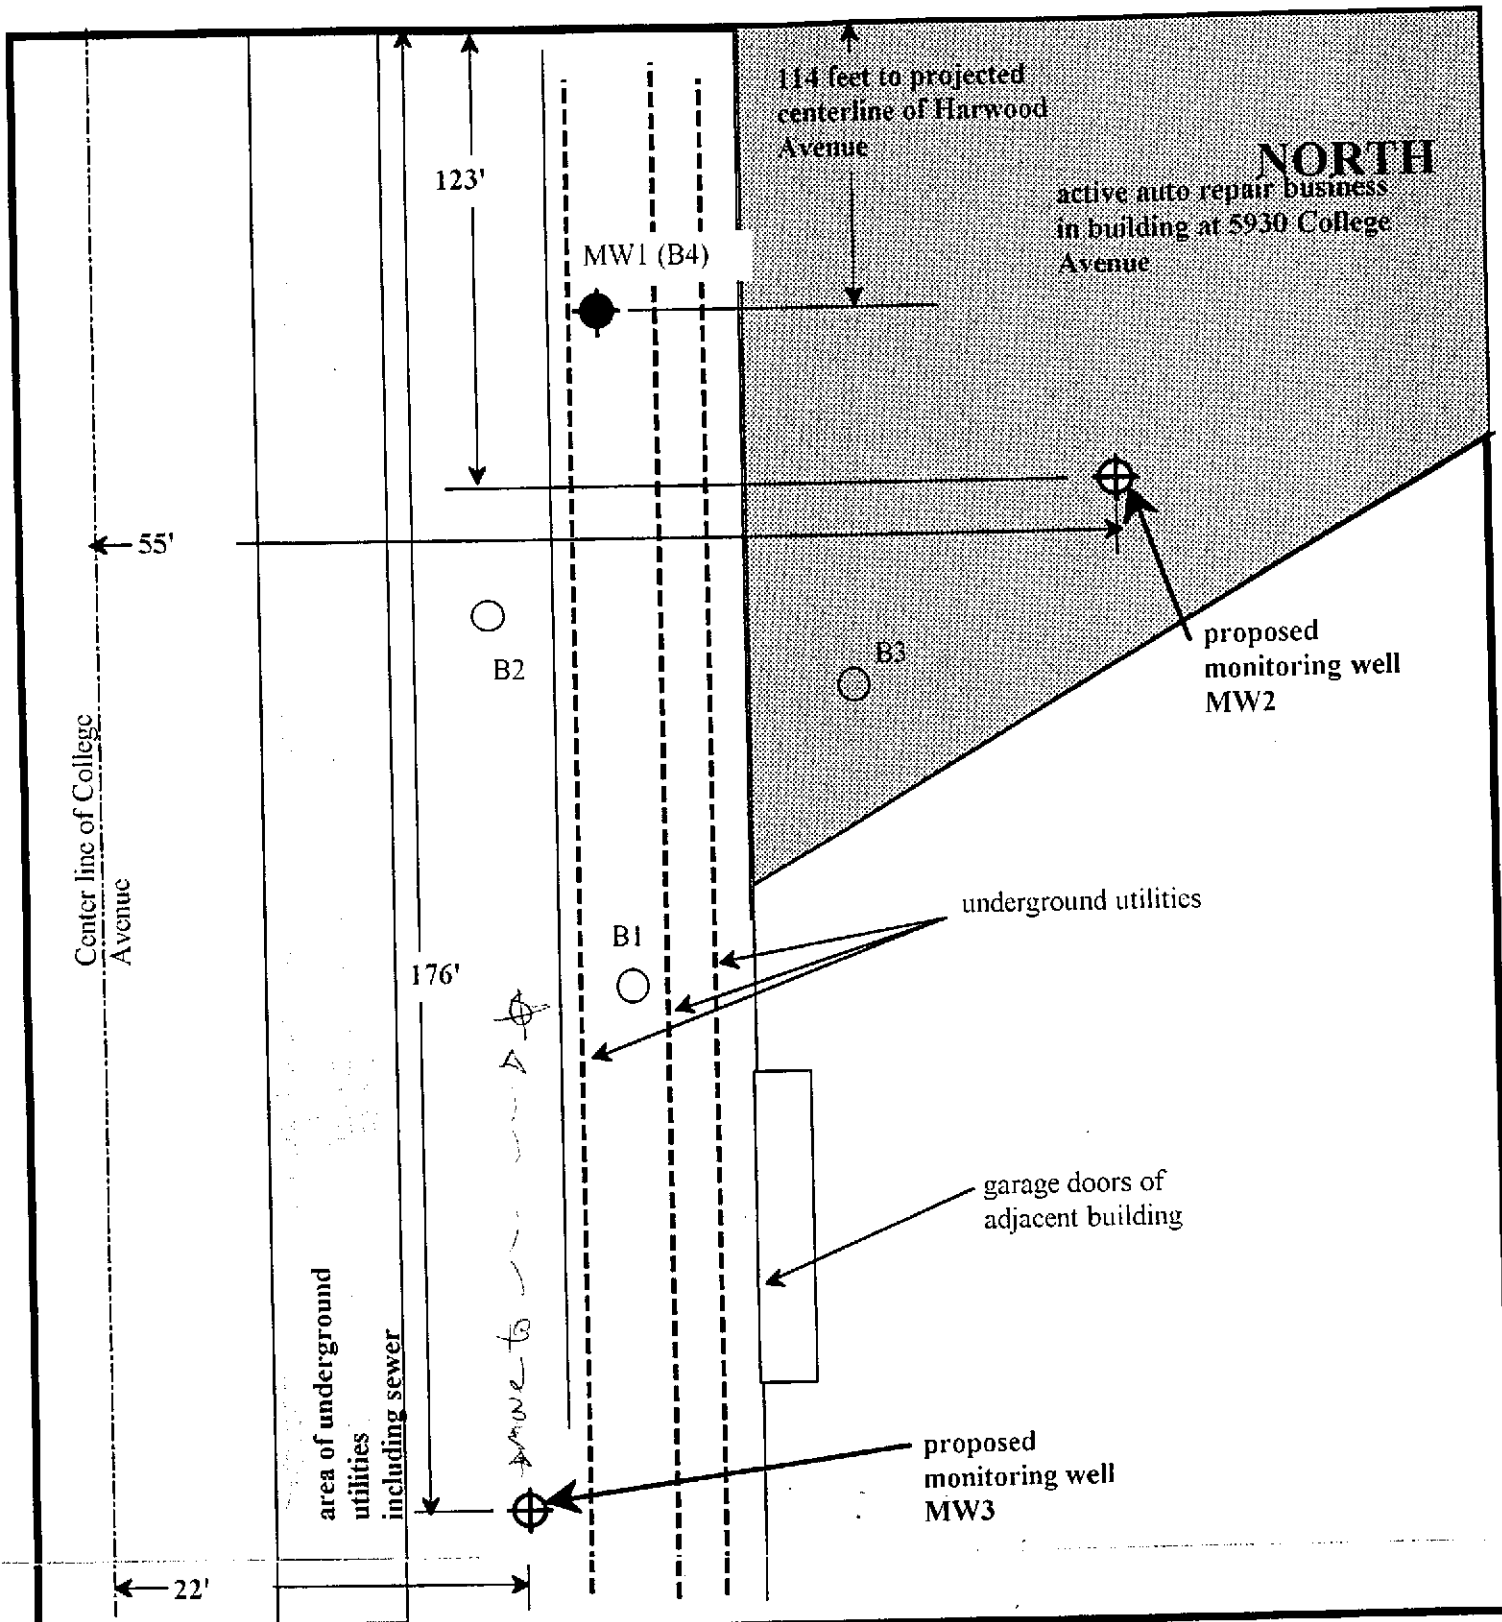 114 feet to projected
centerline of Harwood
Avenue
NORTH
active auto repair business
in building at 5930 College
Avenue
123'
MW1 (B4)
55'
B2
B3
proposed
monitoring well
MW2
Center line of College
Avenue
underground utilities
B1
176'
garage doors of
adjacent building
area of underground
utilities
including sewer
move to
proposed
monitoring well
MW3
22'